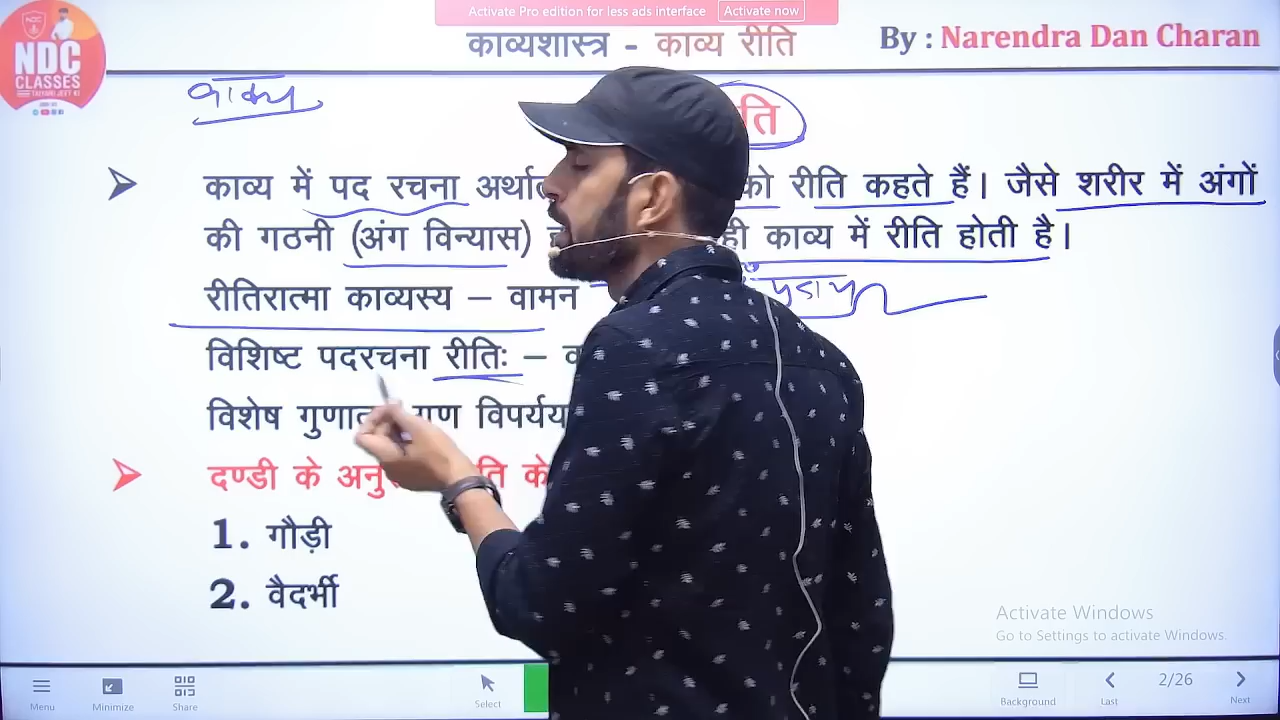 Activate Pro edition for less ads interface Activate now
काव्यशास्त्र - काव्य रीति
By : Narendra Dan Charan
NDC
CLASSES
काव्य
ति
काव्य में पद रचना को रीति कहते हैं। जैसे शरीर में अंगों
की गठनी (अंग विन्यास) ही काव्य में रीति होती है।
रीतिरात्मा काव्यस्य – वामन
विशिष्ट पदरचना रीतिः –
विशेष विपर्यय
दण्डी के के
1. गौड़ी
2. वैदर्भी
Activate Windows
Go to Settings to activate Windows.
Menu Minimize Share Select Background Last 2/26 Next